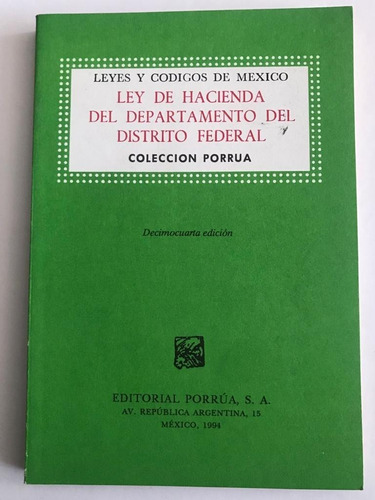 LEYES Y CODIGOS DE MEXICO
LEY DE HACIENDA
DEL DEPARTAMENTO DEL
DISTRITO FEDERAL
COLECCION PORRUA
Decimocuarta edición
EDITORIAL PORRÚA, S. A.
AV. REPÚBLICA ARGENTINA, 15
MÉXICO, 1994